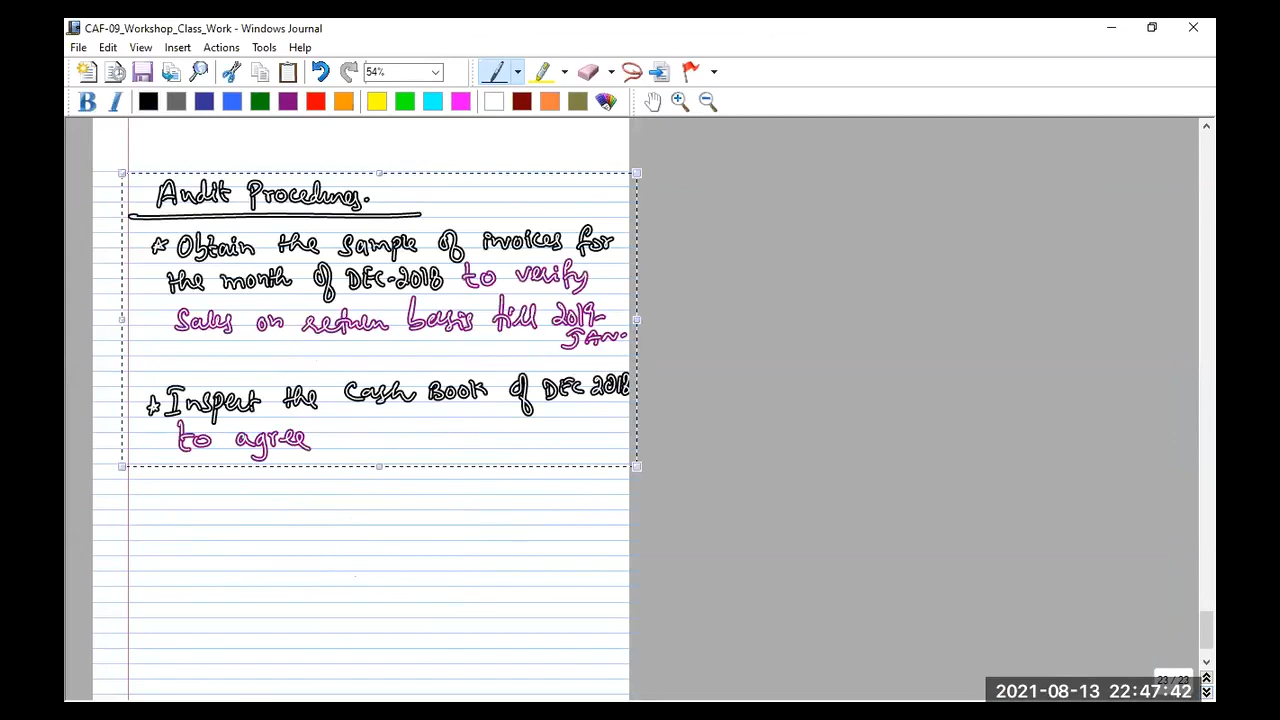 CAF-09_Workshop_Class_Work - Windows Journal
File Edit View Insert Actions Tools Help
54%
B I
Audit Procedures.
* Obtain the sample of invoices for
the month of DEC-2018 to verify
Sales on return basis till 2019-
JAN.
* Inspect the Cash Book of DEC 2018
to agree
23 / 23
2021-08-13 22:47:42